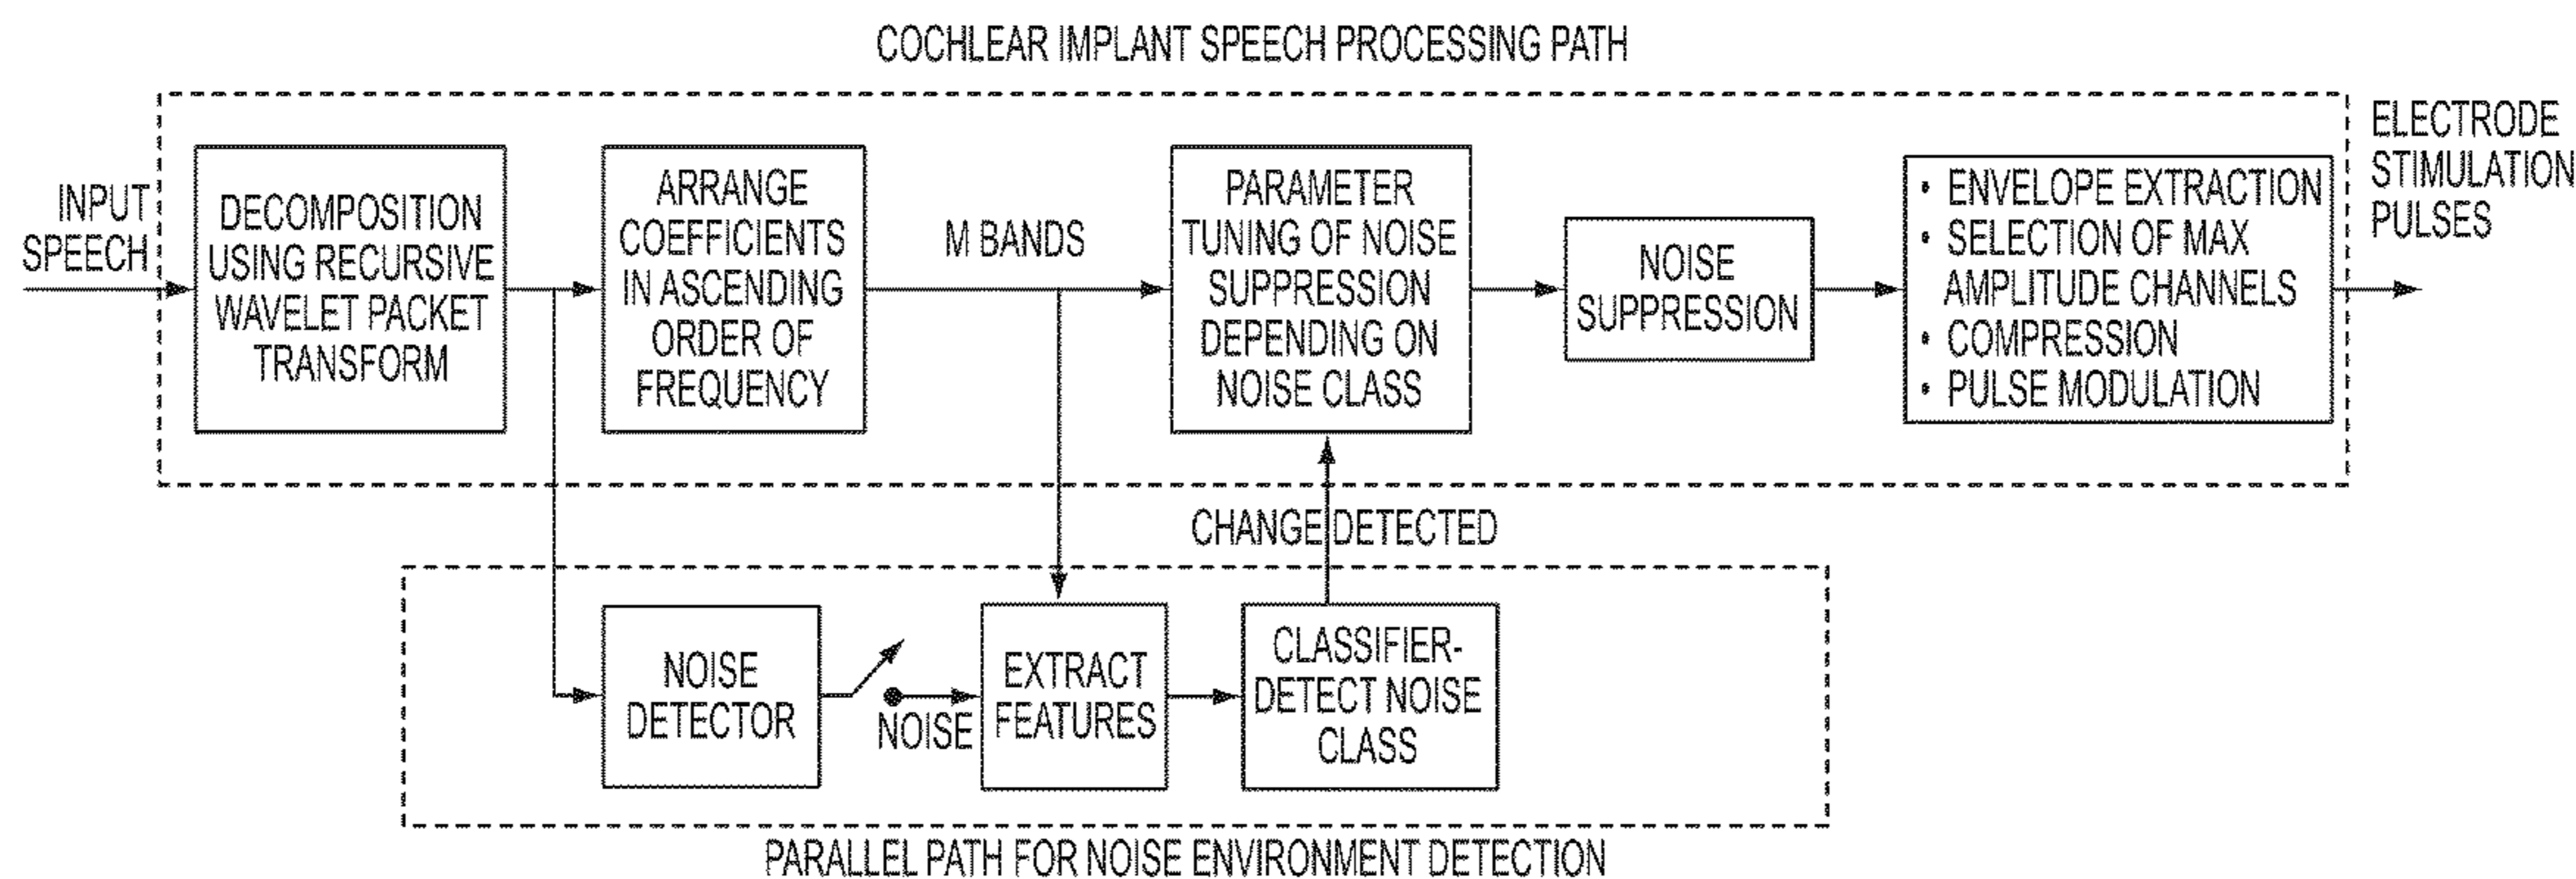 COCHLEAR IMPLANT SPEECH PROCESSING PATH
INPUT
SPEECH
DECOMPOSITION
USING RECURSIVE
WAVELET PACKET
TRANSFORM
ARRANGE
COEFFICIENTS
IN ASCENDING
ORDER OF
FREQUENCY
M BANDS
PARAMETER
TUNING OF NOISE
SUPPRESSION
DEPENDING ON
NOISE CLASS
NOISE
SUPPRESSION
• ENVELOPE EXTRACTION
• SELECTION OF MAX
AMPLITUDE CHANNELS
• COMPRESSION
• PULSE MODULATION
ELECTRODE
STIMULATION
PULSES
CHANGE DETECTED
NOISE
DETECTOR
NOISE
EXTRACT
FEATURES
CLASSIFIER-
DETECT NOISE
CLASS
PARALLEL PATH FOR NOISE ENVIRONMENT DETECTION